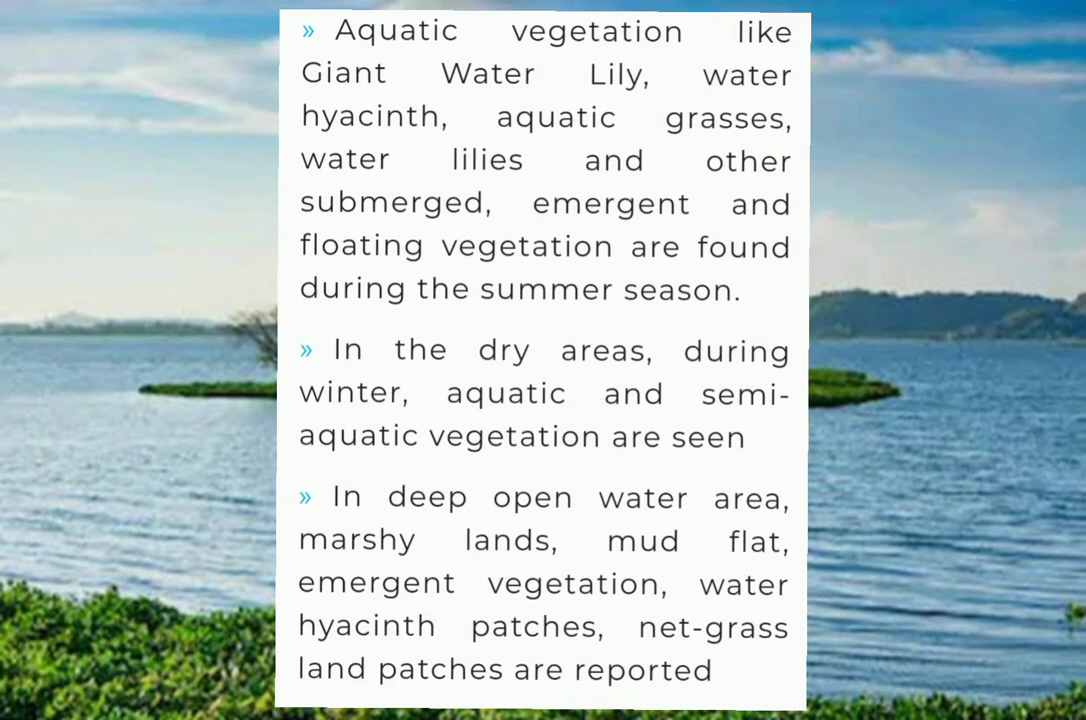 » Aquatic vegetation like
Giant Water Lily, water
hyacinth, aquatic grasses,
water lilies and other
submerged, emergent and
floating vegetation are found
during the summer season.
» In the dry areas, during
winter, aquatic and semi-
aquatic vegetation are seen
» In deep open water area,
marshy lands, mud flat,
emergent vegetation, water
hyacinth patches, net-grass
land patches are reported